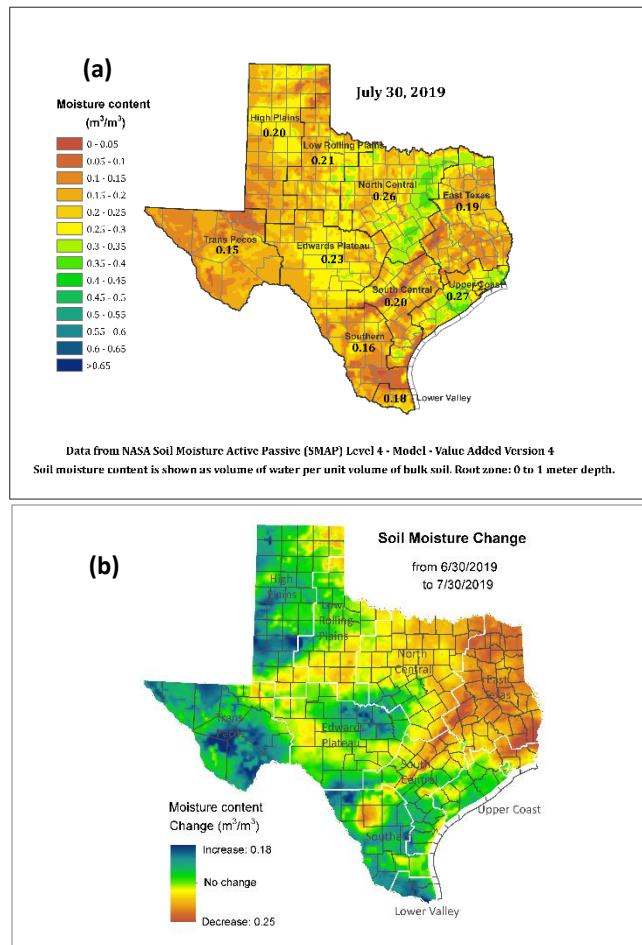 (a)
July 30, 2019
Moisture content
(m³/m³)
0 - 0.05
0.05 - 0.1
0.1 - 0.15
0.15 - 0.2
0.2 - 0.25
0.25 - 0.3
0.3 - 0.35
0.35 - 0.4
0.4 - 0.45
0.45 - 0.5
0.5 - 0.55
0.55 - 0.6
0.6 - 0.65
>0.65
High Plains
0.20
Low Rolling Plains
0.21
North Central
0.26
East Texas
0.19
Trans Pecos
0.15
Edwards Plateau
0.23
South Central
0.20
Upper Coast
0.27
Southern
0.16
0.18
Lower Valley
Data from NASA Soil Moisture Active Passive (SMAP) Level 4 - Model - Value Added Version 4
Soil moisture content is shown as volume of water per unit volume of bulk soil. Root zone: 0 to 1 meter depth.
(b)
Soil Moisture Change
from 6/30/2019
to 7/30/2019
High
Plains
Low
Rolling
Plains
North
Central
East
Texas
Trans
Pecos
Edwards
Plateau
South
Central
Upper Coast
Southern
Lower Valley
Moisture content
Change (m³/m³)
Increase: 0.18
No change
Decrease: 0.25